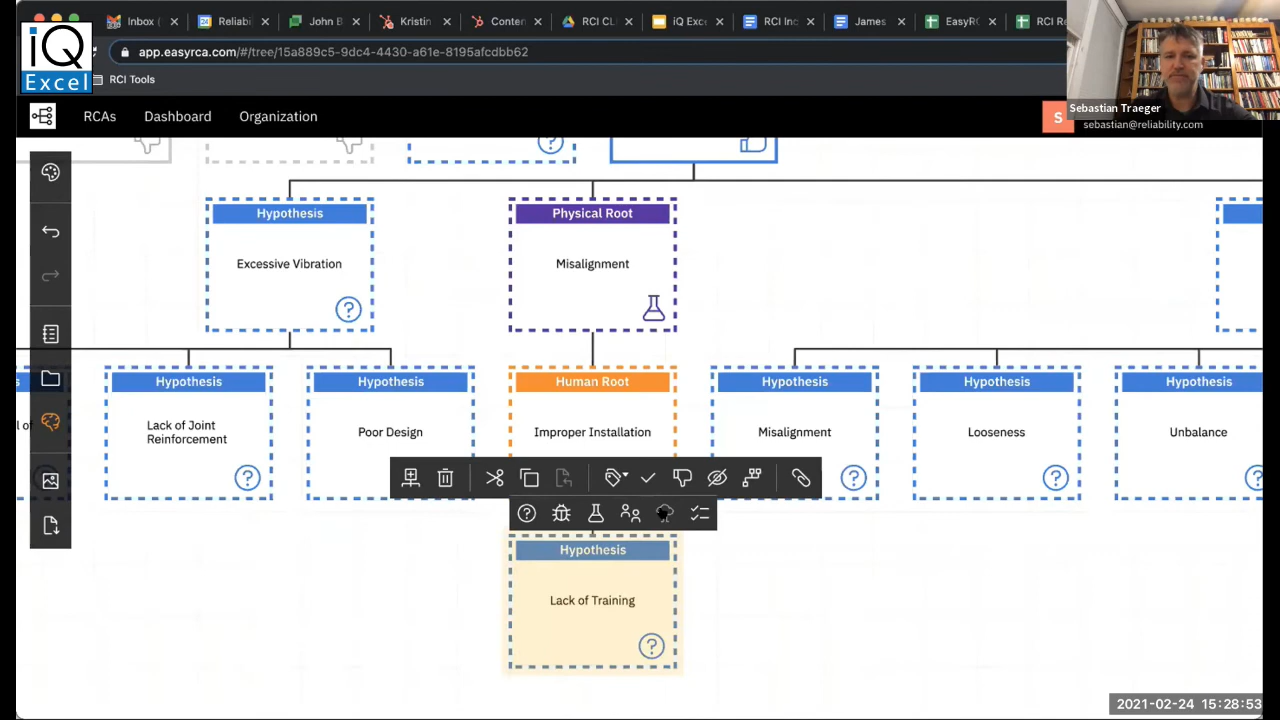 iQ
Excel
Inbox (
Reliabi
John B
Kristin
Conten
RCI CL
iQ Exce
RCI Inc
James
EasyRC
RCI Re
app.easyrca.com/#/tree/15a889c5-9dc4-4430-a61e-8195afcdbb62
RCI Tools
Sebastian Traeger
RCAs
Dashboard
Organization
S
sebastian@reliability.com
Hypothesis
Excessive Vibration
Physical Root
Misalignment
s
l of
Hypothesis
Lack of Joint
Reinforcement
Hypothesis
Poor Design
Human Root
Improper Installation
Hypothesis
Misalignment
Hypothesis
Looseness
Hypothesis
Unbalance
Hypothesis
Lack of Training
2021-02-24 15:28:53